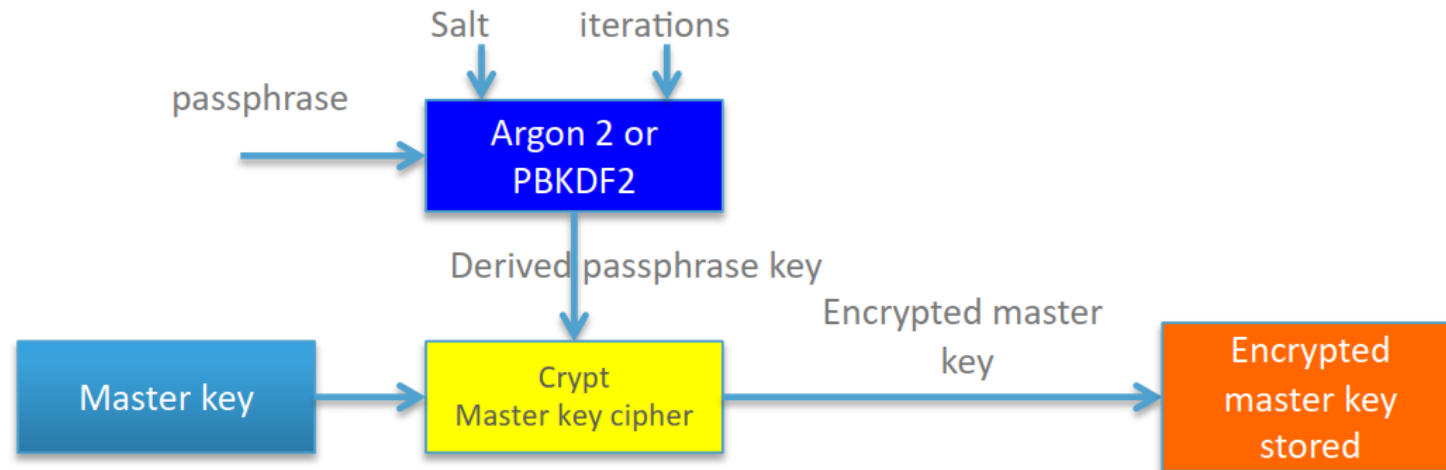 Salt
iterations
passphrase
Argon 2 or
PBKDF2
Derived passphrase key
Encrypted master
key
Master key
Crypt
Master key cipher
Encrypted
master key
stored